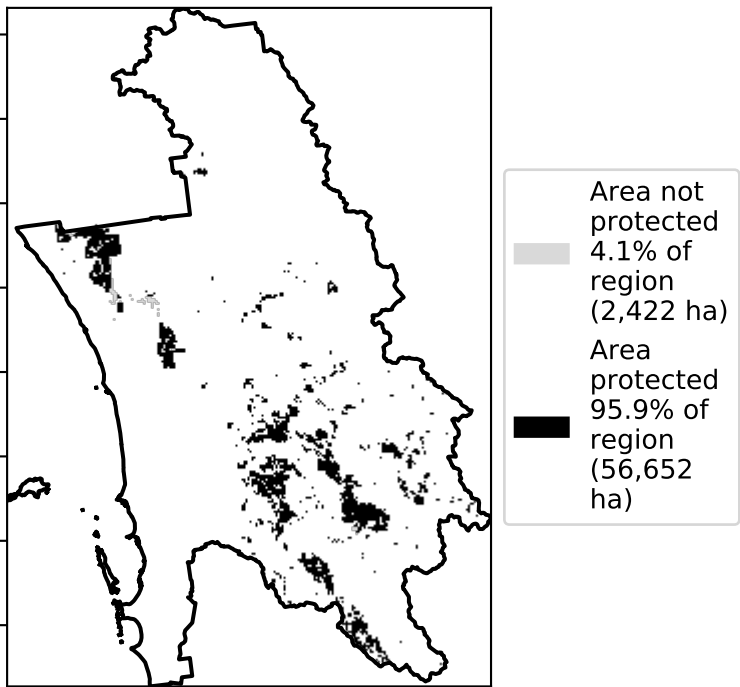 Area not
protected
4.1% of
region
(2,422 ha)
Area
protected
95.9% of
region
(56,652
ha)